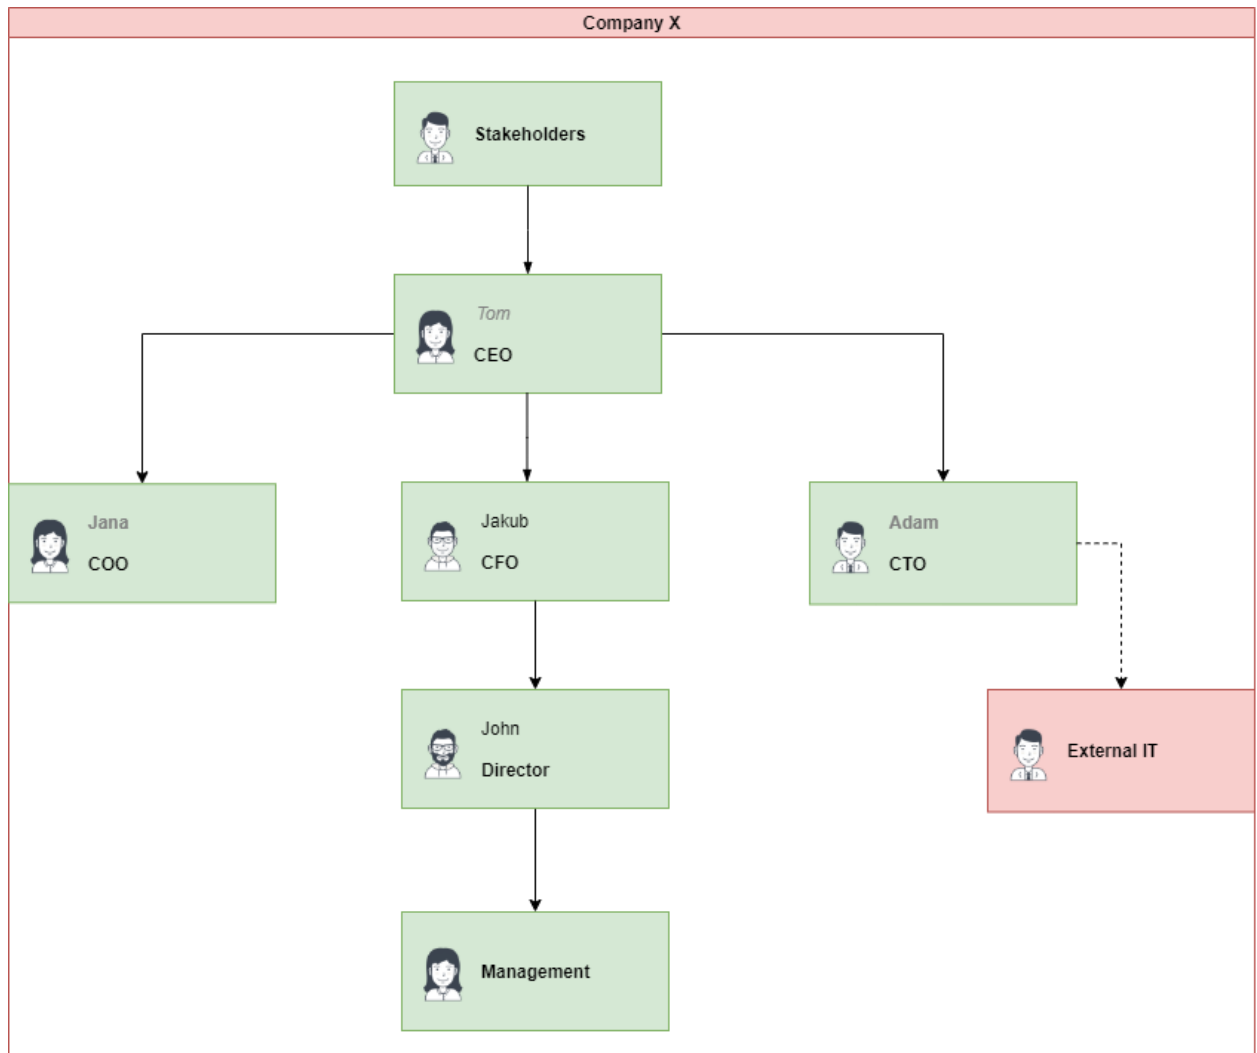 Company X
Stakeholders
Tom
CEO
Jana
COO
Jakub
CFO
Adam
CTO
John
Director
External IT
Management